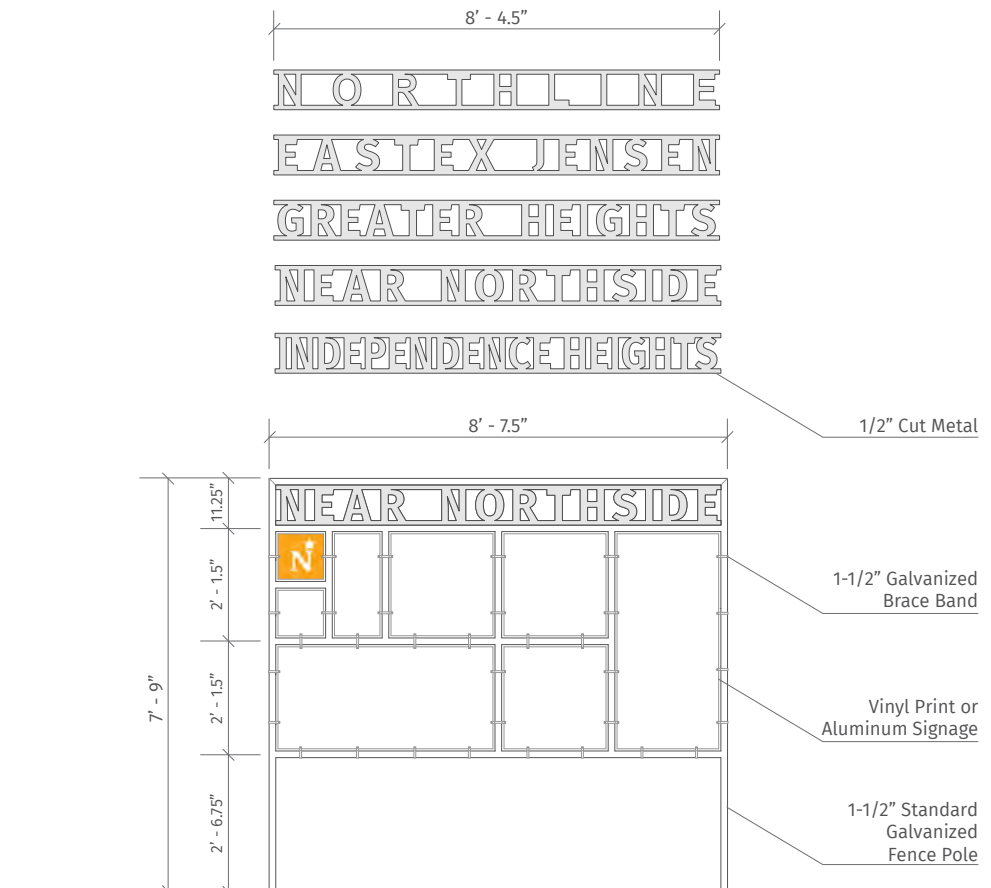 8’ - 4.5”
NORTHLINE
EASTEX JENSEN
GREATER HEIGHTS
NEAR NORTHSIDE
INDEPENDENCE HEIGHTS
1/2” Cut Metal
8’ - 7.5”
NEAR NORTHSIDE
11.25”
N
2’ - 1.5”
1-1/2” Galvanized
Brace Band
7’ - 9”
2’ - 1.5”
Vinyl Print or
Aluminum Signage
2’ - 6.75”
1-1/2” Standard
Galvanized
Fence Pole